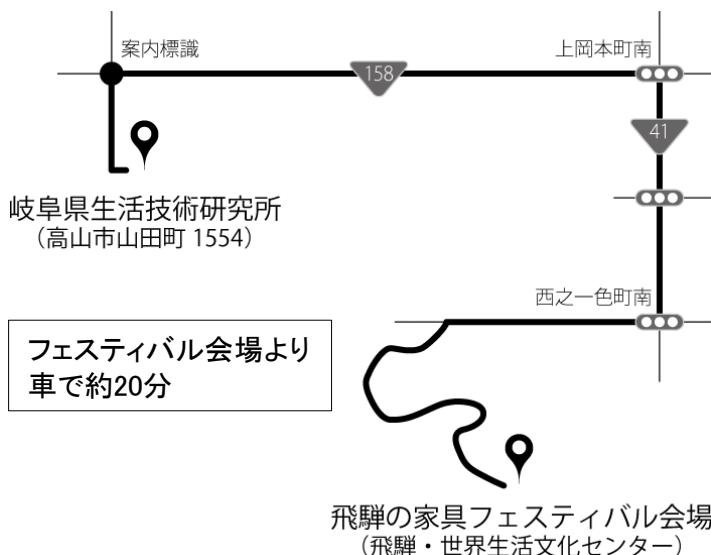 案内標識
上岡本町南
158
41
岐阜県生活技術研究所
（高山市山田町 1554）
西之一色町南
フェスティバル会場より
車で約20分
飛騨の家具フェスティバル会場
（飛騨・世界生活文化センター）